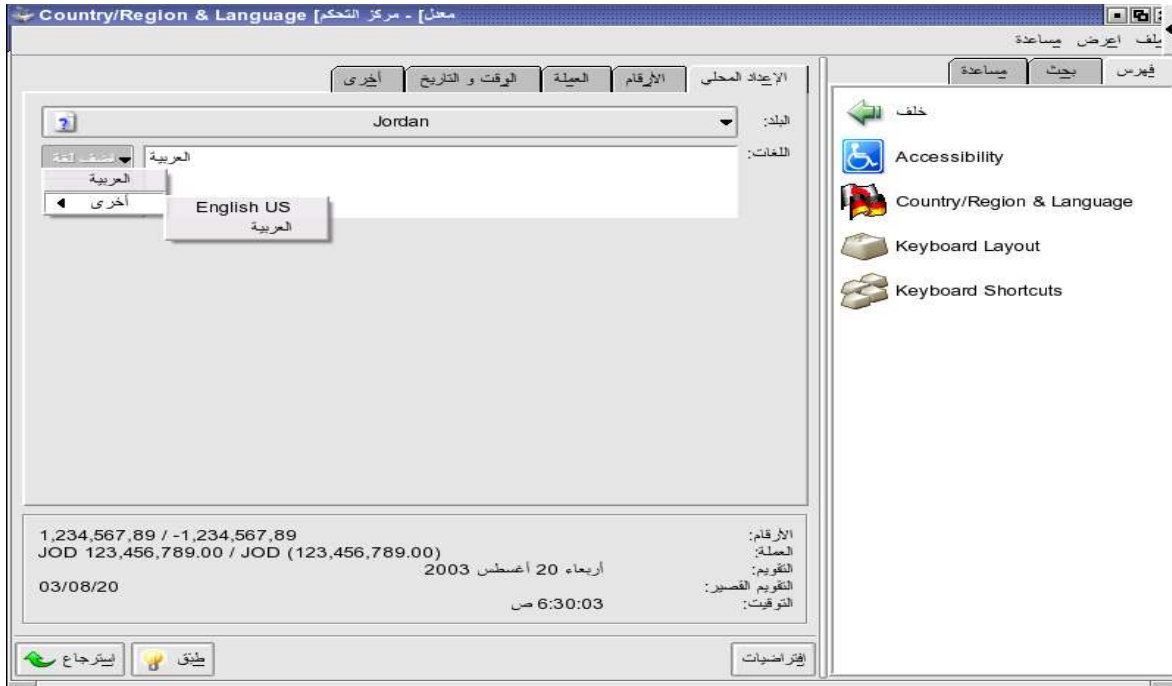 Country/Region & Language [معدل] - مركز التحكم
ملف اعرض مساعدة
فهرس بحث مساعدة
خلف
Accessibility
Country/Region & Language
Keyboard Layout
Keyboard Shortcuts
الإعداد المحلي الأرقام العملة الوقت و التاريخ أخرى
البلد: Jordan
اللغات: العربية
العربية
أخرى
English US
العربية
الأرقام: 1,234,567,89 / -1,234,567,89
العملة: JOD 123,456,789.00 / JOD (123,456,789.00)
التقويم: أربعاء 20 أغسطس 2003
التقويم القصير: 03/08/20
التوقيت: 6:30:03 ص
افتراضيات طبّق استرجاع